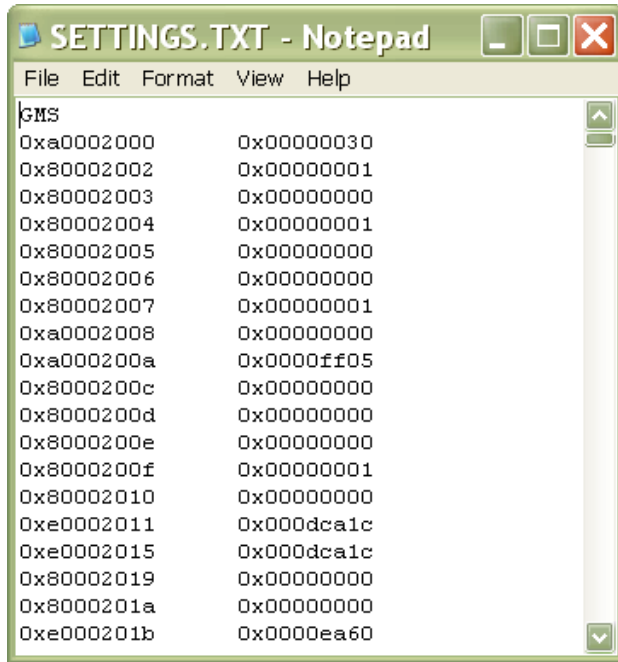 SETTINGS.TXT - Notepad
File Edit Format View Help
GMS
0xa0002000 0x00000030
0x80002002 0x00000001
0x80002003 0x00000000
0x80002004 0x00000001
0x80002005 0x00000000
0x80002006 0x00000000
0x80002007 0x00000001
0xa0002008 0x00000000
0xa000200a 0x0000ff05
0x8000200c 0x00000000
0x8000200d 0x00000000
0x8000200e 0x00000000
0x8000200f 0x00000001
0x80002010 0x00000000
0xe0002011 0x000dca1c
0xe0002015 0x000dca1c
0x80002019 0x00000000
0x8000201a 0x00000000
0xe000201b 0x0000ea60